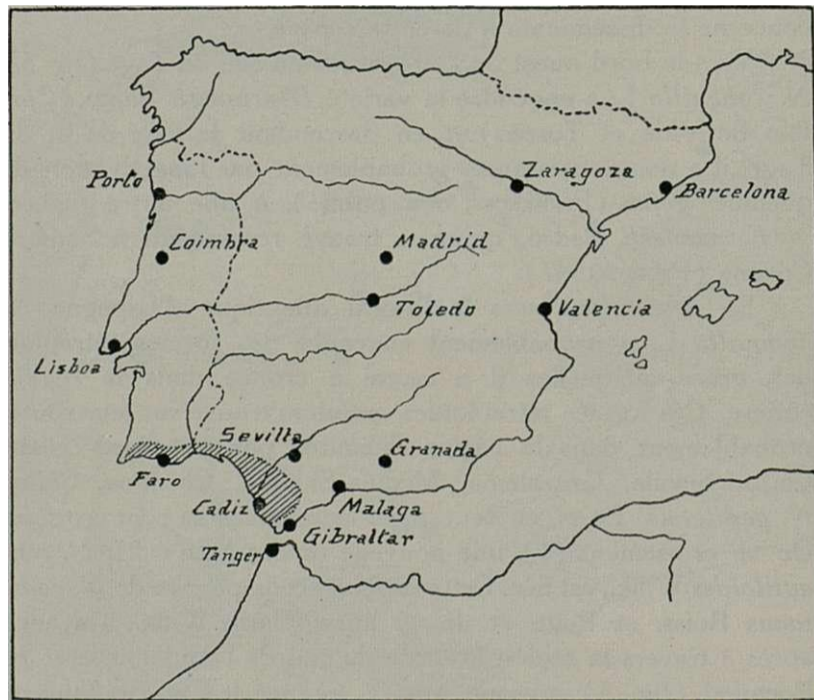 Zaragoza
Porto
Barcelona
Coimbra
Madrid
Toledo
Valencia
Lisboa
Sevilla
Granada
Faro
Cadiz
Malaga
Gibraltar
Tanger